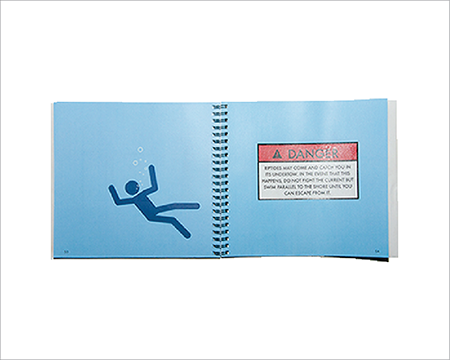 DANGER
RIPTIDES MAY COME AND CATCH YOU IN
ITS UNDERTOW. IN THE EVENT THAT THIS
HAPPENS, DO NOT FIGHT THE CURRENT BUT
SWIM PARALLEL TO THE SHORE UNTIL YOU
CAN ESCAPE FROM IT.